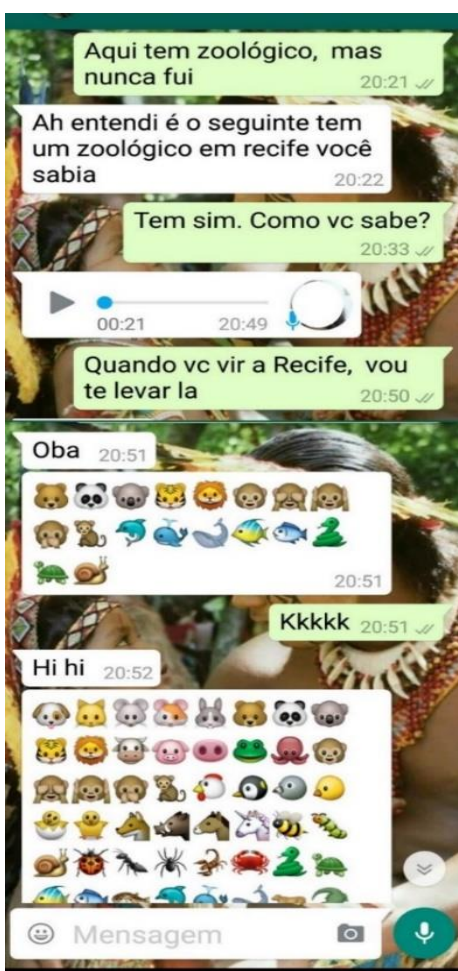 Aqui tem zoológico, mas
nunca fui
20:21
Ah entendi é o seguinte tem
um zoológico em recife você
sabia
20:22
Tem sim. Como vc sabe?
20:33
00:21 20:49
Quando vc vir a Recife, vou
te levar la
20:50
Oba 20:51
20:51
Kkkkk 20:51
Hi hi 20:52
Mensagem